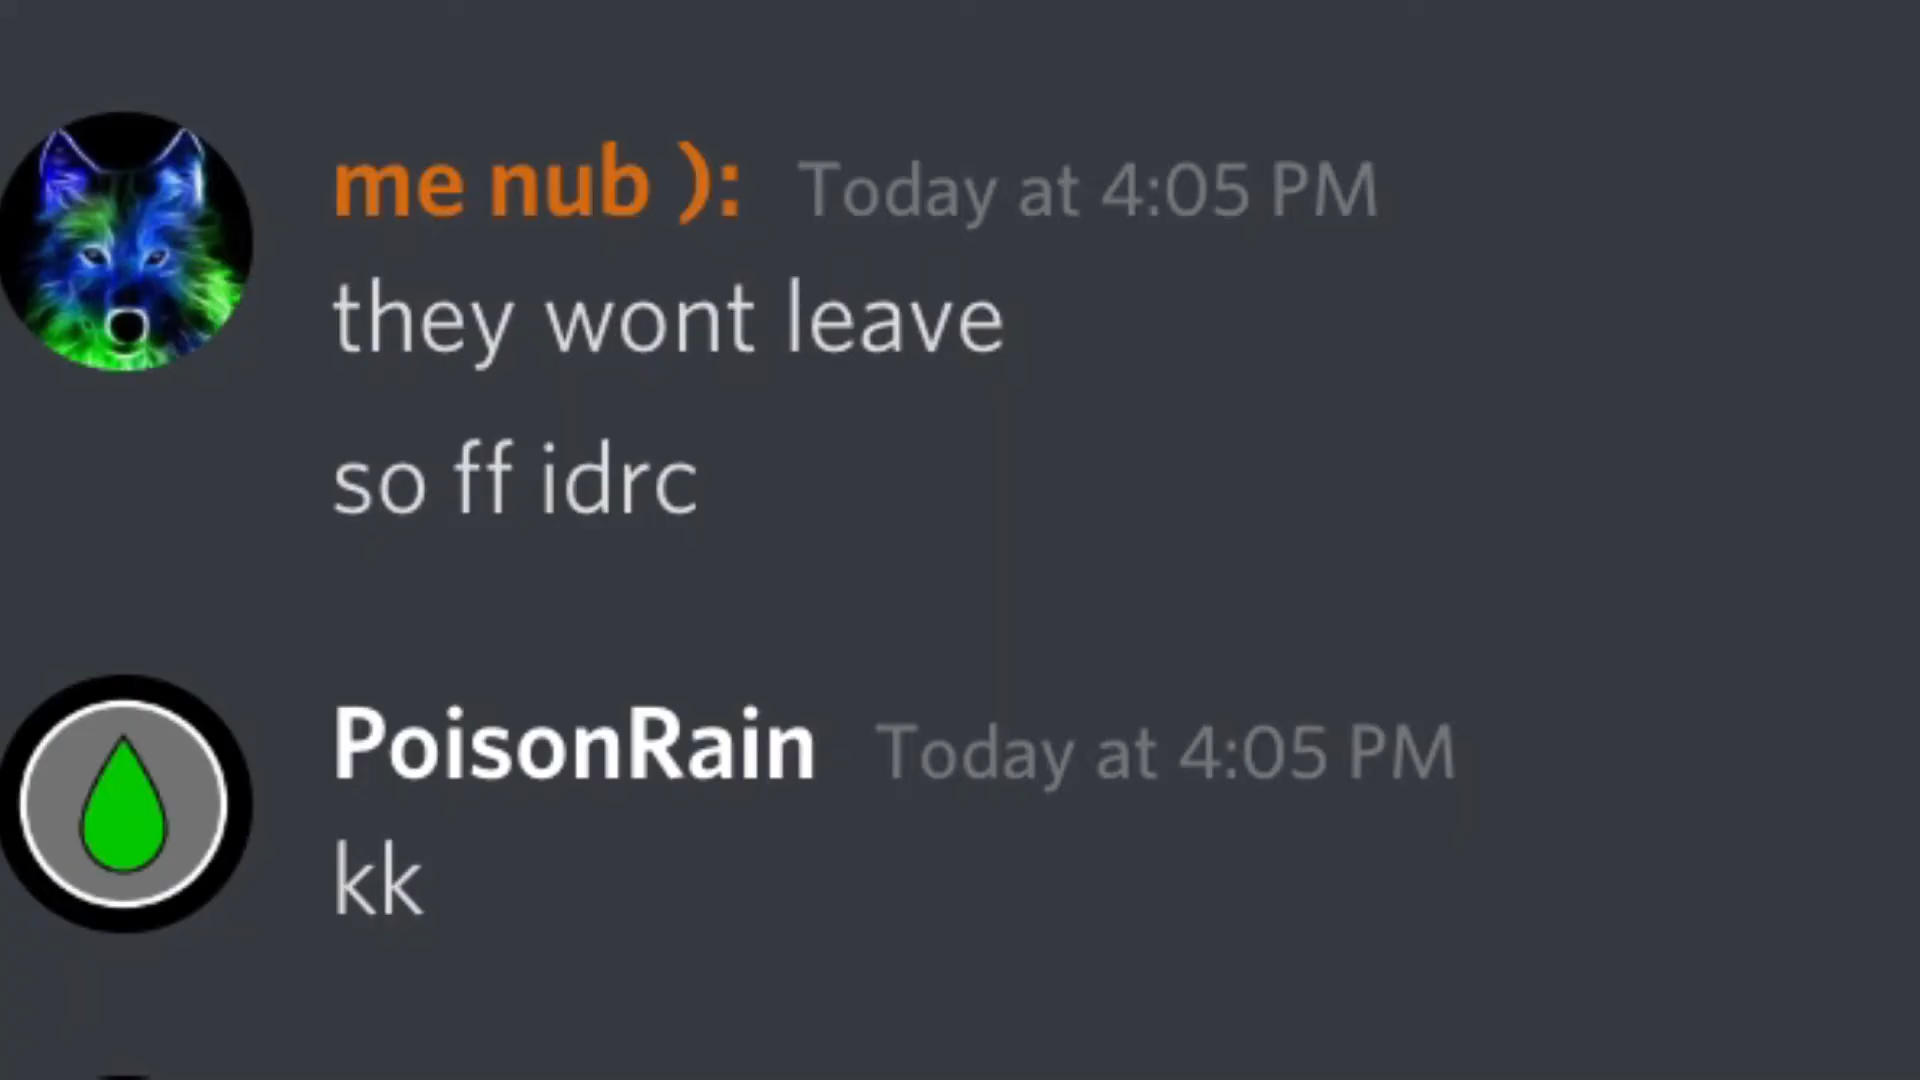 me nub ): Today at 4:05 PM
they wont leave
so ff idrc
PoisonRain Today at 4:05 PM
kk